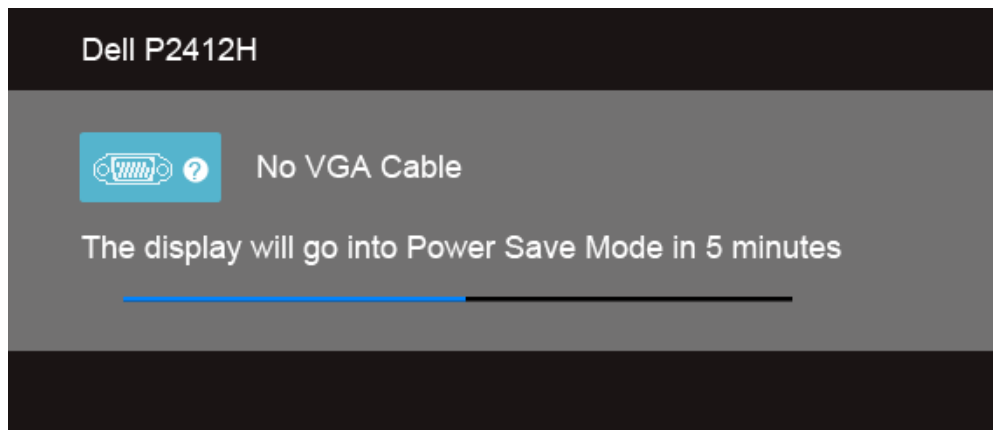 Dell P2412H
? No VGA Cable
The display will go into Power Save Mode in 5 minutes